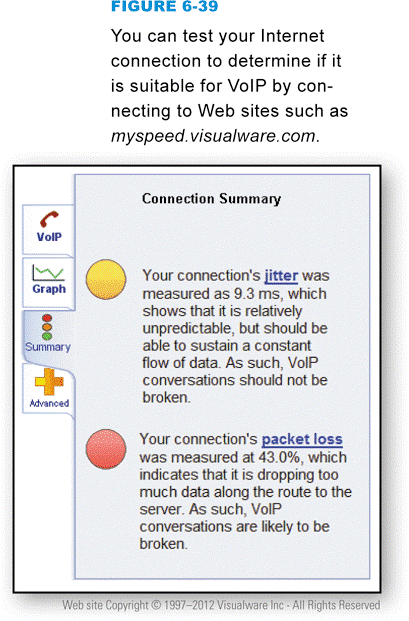 FIGURE 6-39
You can test your Internet
connection to determine if it
is suitable for VoIP by con-
necting to Web sites such as
myspeed.visualware.com.
Connection Summary
VoIP
Graph
Summary
Advanced
Your connection's jitter was
measured as 9.3 ms, which
shows that it is relatively
unpredictable, but should be
able to sustain a constant
flow of data. As such, VoIP
conversations should not be
broken.
Your connection's packet loss
was measured at 43.0%, which
indicates that it is dropping too
much data along the route to the
server. As such, VoIP
conversations are likely to be
broken.
Web site Copyright © 1997–2012 Visualware Inc - All Rights Reserved